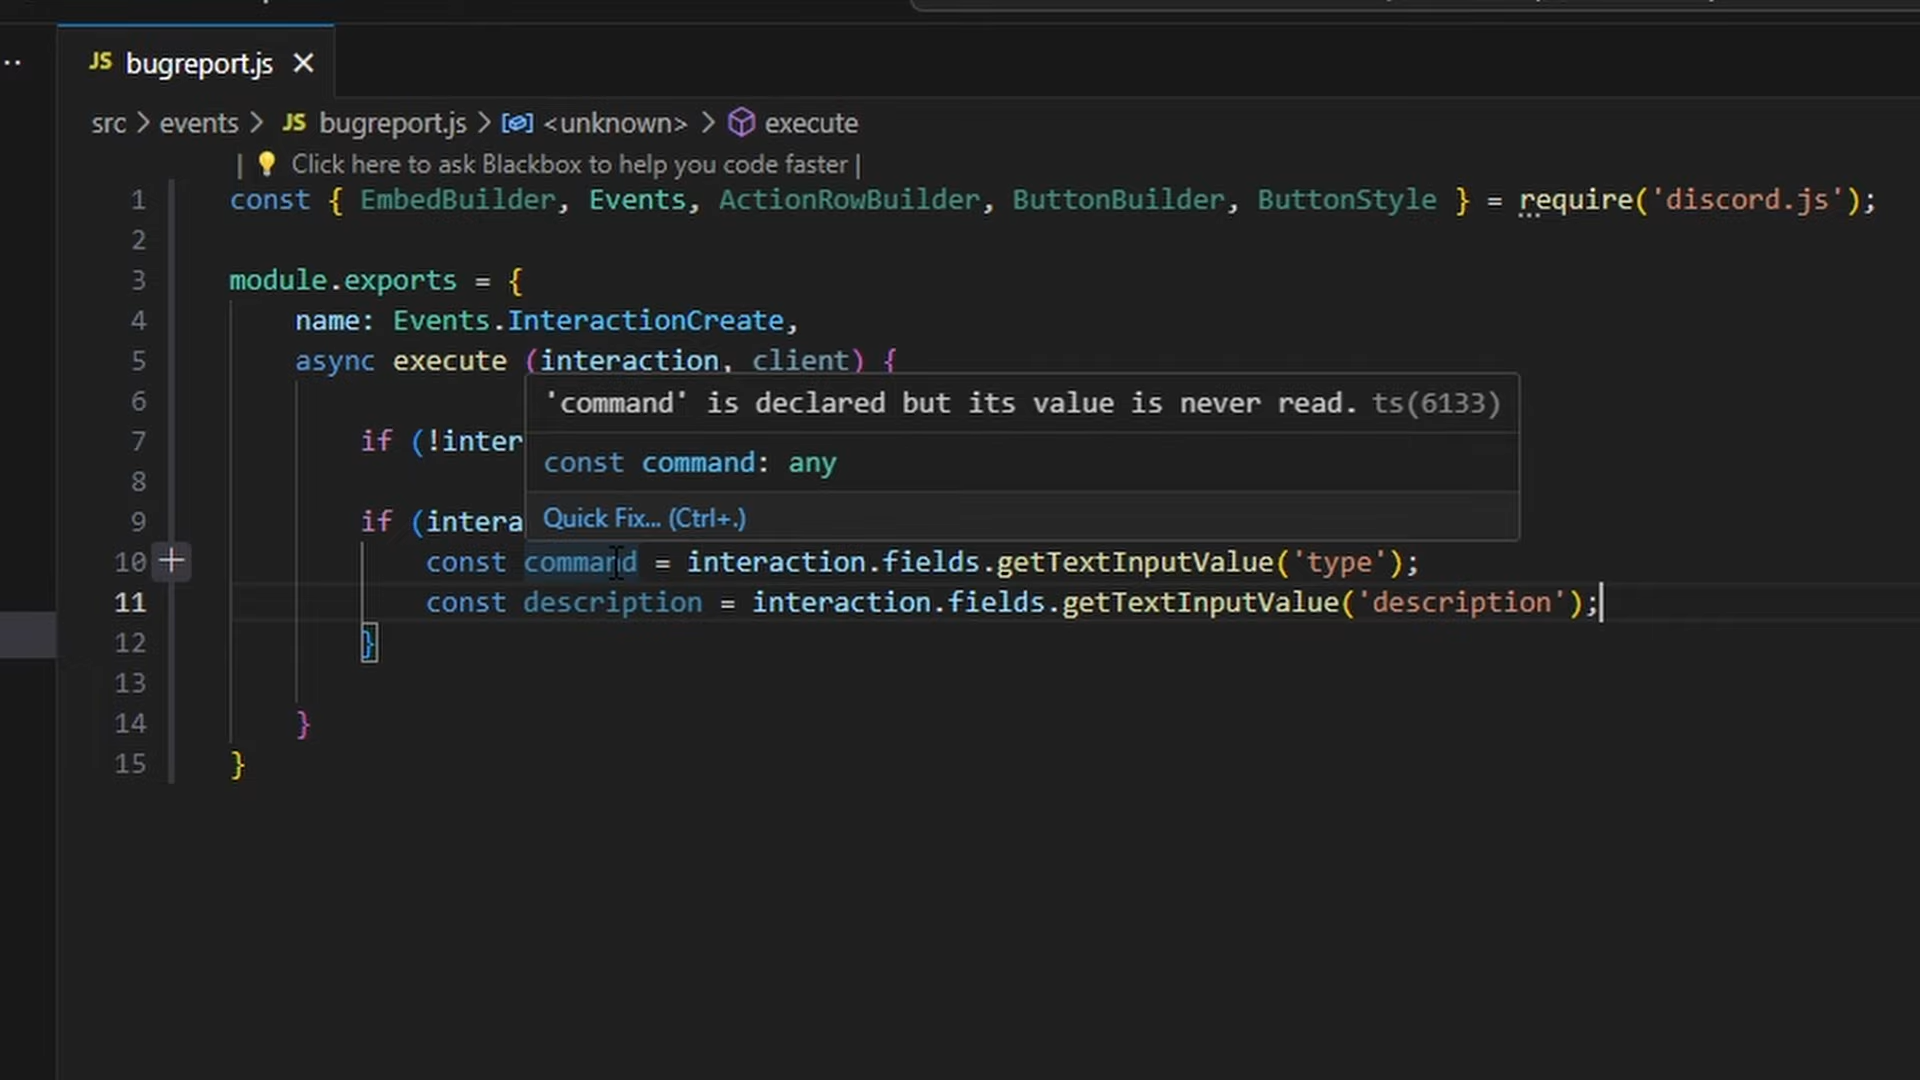 JS bugreport.js ×
src > events > JS bugreport.js > <unknown> > execute
| Click here to ask Blackbox to help you code faster |
1 const { EmbedBuilder, Events, ActionRowBuilder, ButtonBuilder, ButtonStyle } = require('discord.js');
2
3 module.exports = {
4 name: Events.InteractionCreate,
5 async execute (interaction, client) {
6
'command' is declared but its value is never read. ts(6133)
7 if (!inter
const command: any
8
9 if (intera
Quick Fix... (Ctrl+.)
10 const command = interaction.fields.getTextInputValue('type');
11 const description = interaction.fields.getTextInputValue('description');
12 }
13
14 }
15 }